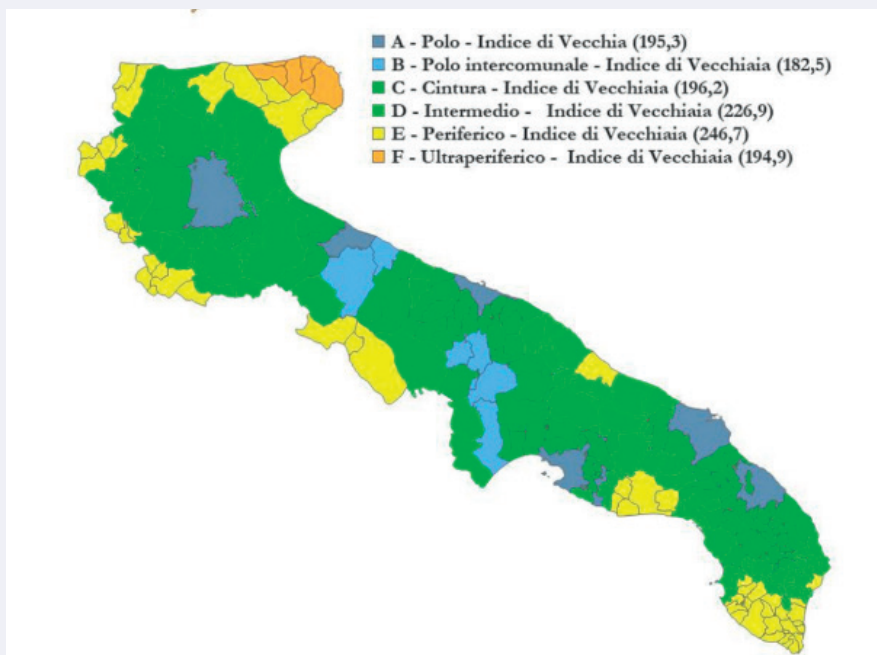 A - Polo - Indice di Vecchia (195,3)
B - Polo intercomunale - Indice di Vecchiaia (182,5)
C - Cintura - Indice di Vecchiaia (196,2)
D - Intermedio - Indice di Vecchiaia (226,9)
E - Periferico - Indice di Vecchiaia (246,7)
F - Ultraperiferico - Indice di Vecchiaia (194,9)